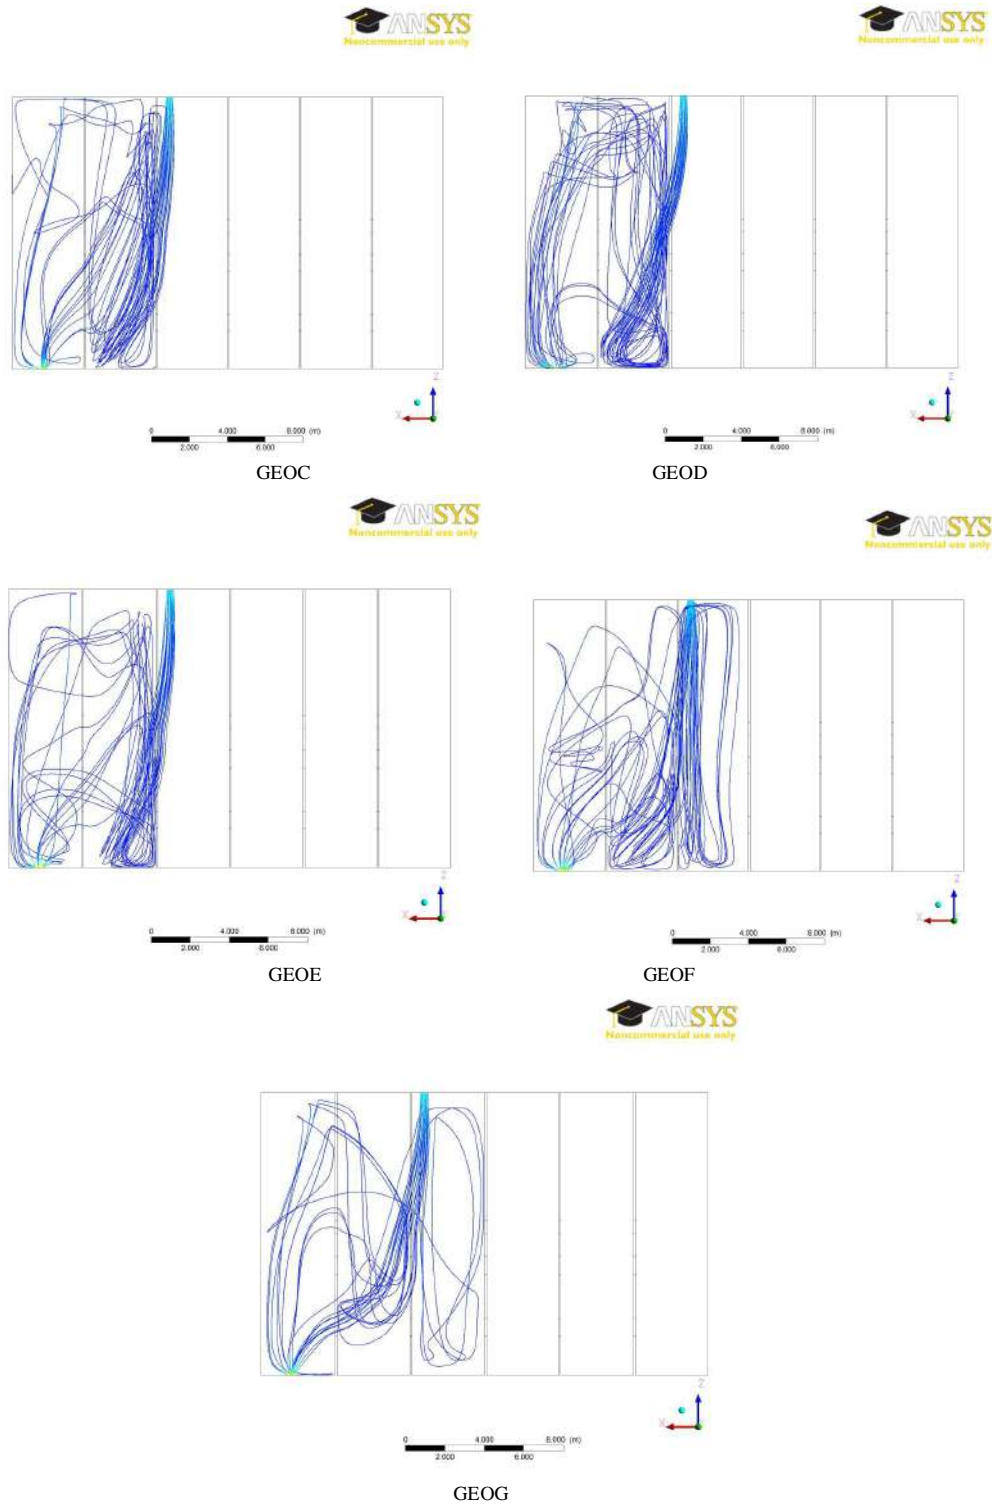 ANSYS ANSYS
Noncommercial use only Noncommercial use only
Z Z
X X
0 4.000 8.000 (m) 0 4.000 8.000 (m)
2.000 6.000 2.000 6.000
GEOC GEOD
ANSYS
Noncommercial use only
ANSYS
Noncommercial use only
X X
0 4.000 8.000 (m) 0 4.000 8.000 (m)
2.000 6.000 2.000 6.000
GEOE GEOF
ANSYS
Noncommercial use only
Z
X
0 4.000 8.000 (m)
2.000 6.000
GEOG